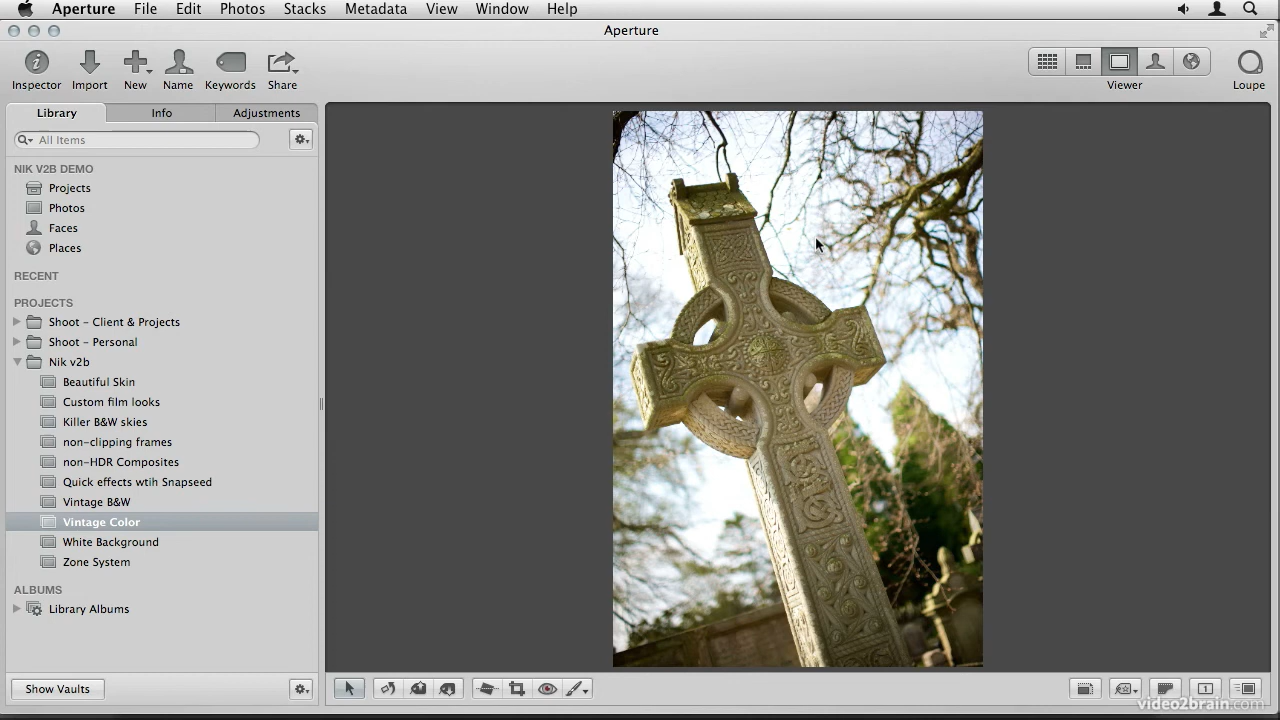 Aperture File Edit Photos Stacks Metadata View Window Help
Aperture
Inspector Import New Name Keywords Share Viewer Loupe
Library Info Adjustments
All Items
NIK V2B DEMO
Projects
Photos
Faces
Places
RECENT
PROJECTS
Shoot - Client & Projects
Shoot - Personal
Nik v2b
Beautiful Skin
Custom film looks
Killer B&W skies
non-clipping frames
non-HDR Composites
Quick effects wtih Snapseed
Vintage B&W
Vintage Color
White Background
Zone System
ALBUMS
Library Albums
Show Vaults
1
video2brain.com